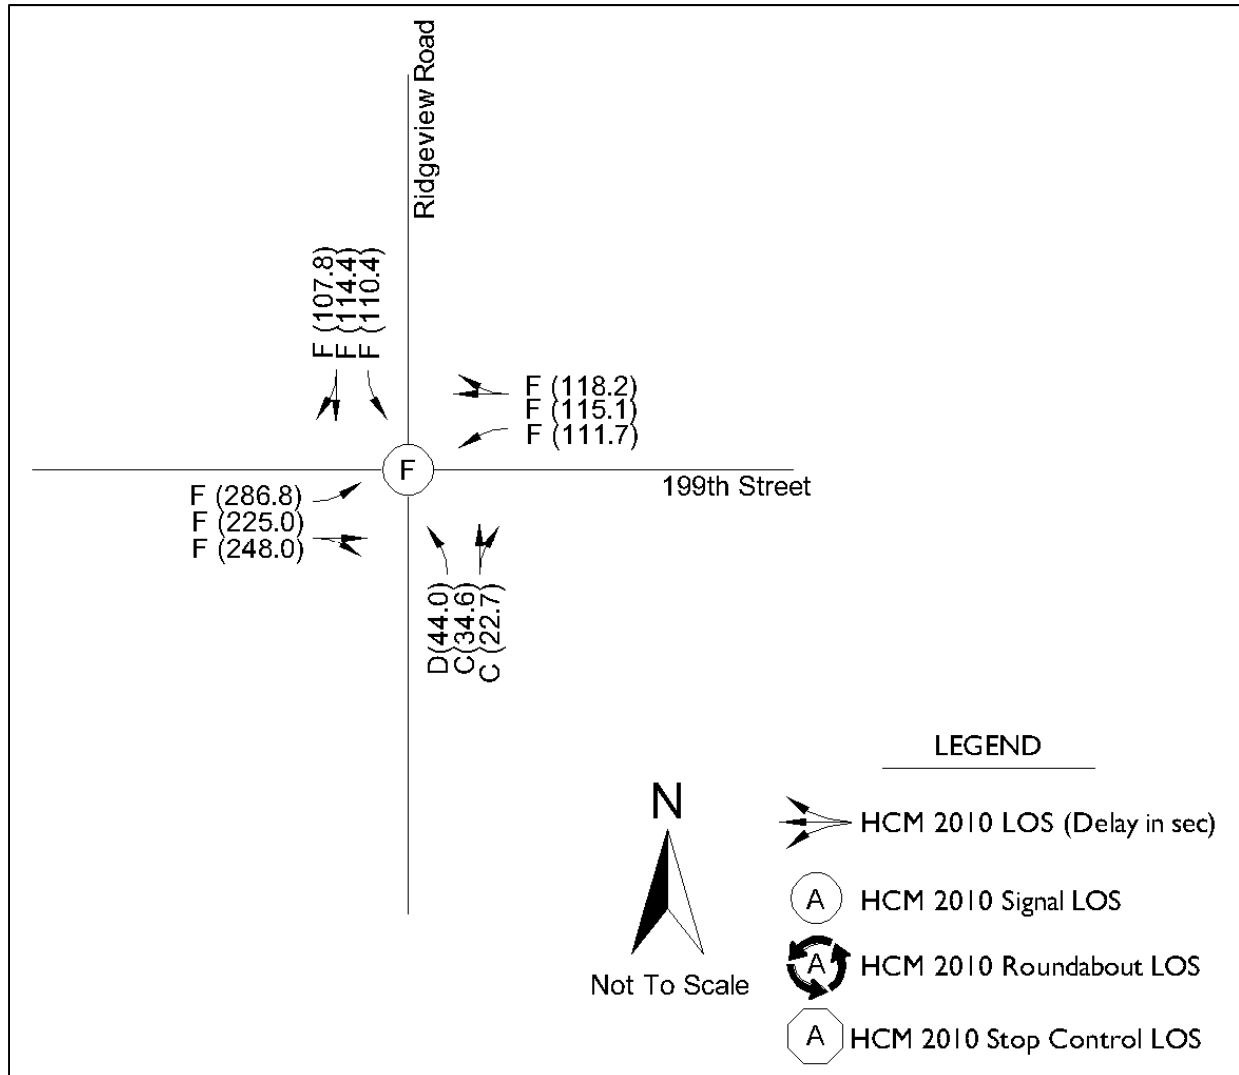 Ridgeview Road
F (107.8)
F (114.4)
F (110.4)
F (118.2)
F (115.1)
F (111.7)
F
199th Street
F (286.8)
F (225.0)
F (248.0)
D(44.0)
C(34.6)
C (22.7)
LEGEND
N
HCM 2010 LOS (Delay in sec)
A HCM 2010 Signal LOS
A HCM 2010 Roundabout LOS
Not To Scale
A HCM 2010 Stop Control LOS